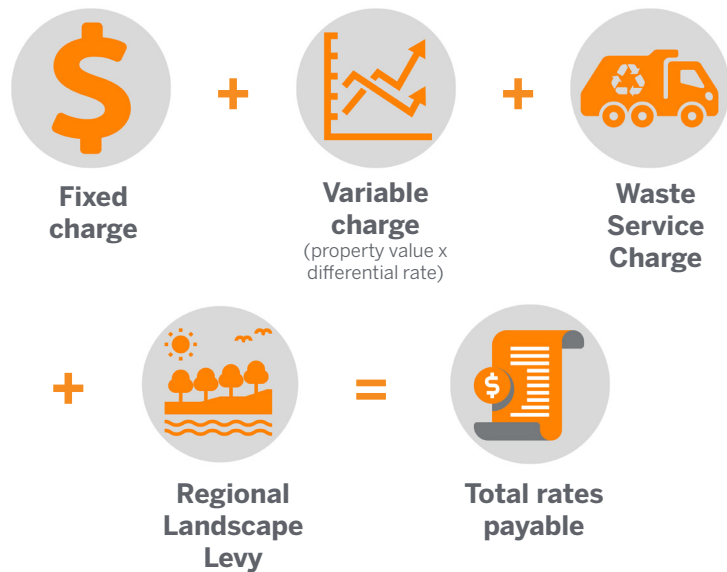 $
+
+
Fixed
charge
Variable
charge
(property value x
differential rate)
Waste
Service
Charge
+
=
$
Regional
Landscape
Levy
Total rates
payable